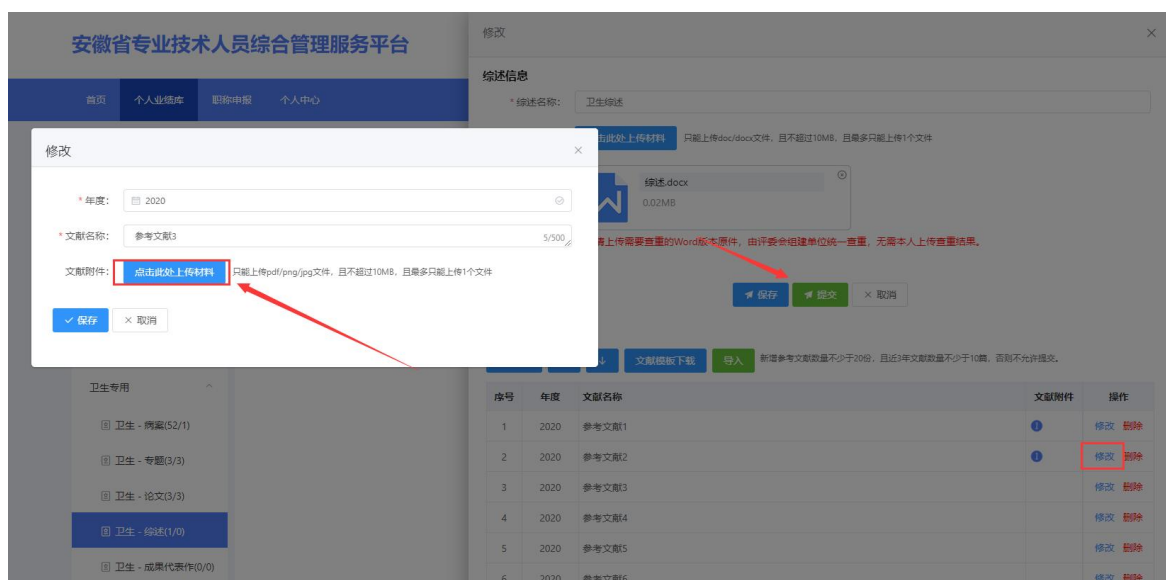 安徽省专业技术人员综合管理服务平台
首页 个人业绩库 职称申报 个人中心
修改
* 年度： 2020
* 文献名称： 参考文献3 5/500
文献附件： 点击此处上传材料 只能上传pdf/png/jpg文件，且不超过10MB，且最多只能上传1个文件
保存 取消
卫生专用
卫生 - 病案(52/1)
卫生 - 专题(3/3)
卫生 - 论文(3/3)
卫生 - 综述(1/0)
卫生 - 成果代表作(0/0)
修改
综述信息
* 综述名称： 卫生综述
击此处上传材料 只能上传doc/docx文件，且不超过10MB，且最多只能上传1个文件
综述.docx
0.02MB
请上传需要查重的Word版本原件，由评委会组建单位统一查重，无需本人上传查重结果。
保存 提交 取消
文献模板下载 导入 新增参考文献数量不少于20份，且近3年文献数量不少于10篇，否则不允许提交。
序号 年度 文献名称 文献附件 操作
1 2020 参考文献1 修改 删除
2 2020 参考文献2 修改 删除
3 2020 参考文献3 修改 删除
4 2020 参考文献4 修改 删除
5 2020 参考文献5 修改 删除
6 2020 参考文献6 修改 删除